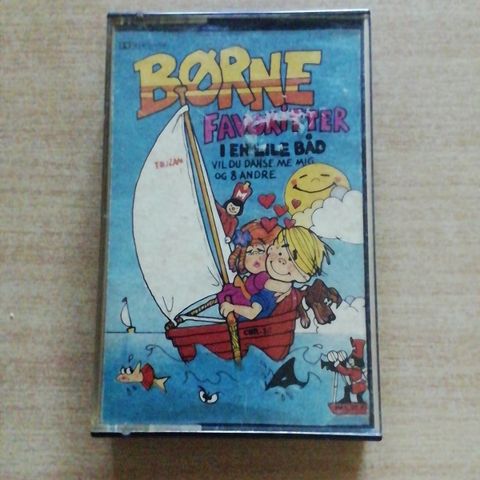 BØRNE
FAVORITTER
I EN LILE BÅD
VIL DU DANSE ME MIG
OG 8 ANDRE